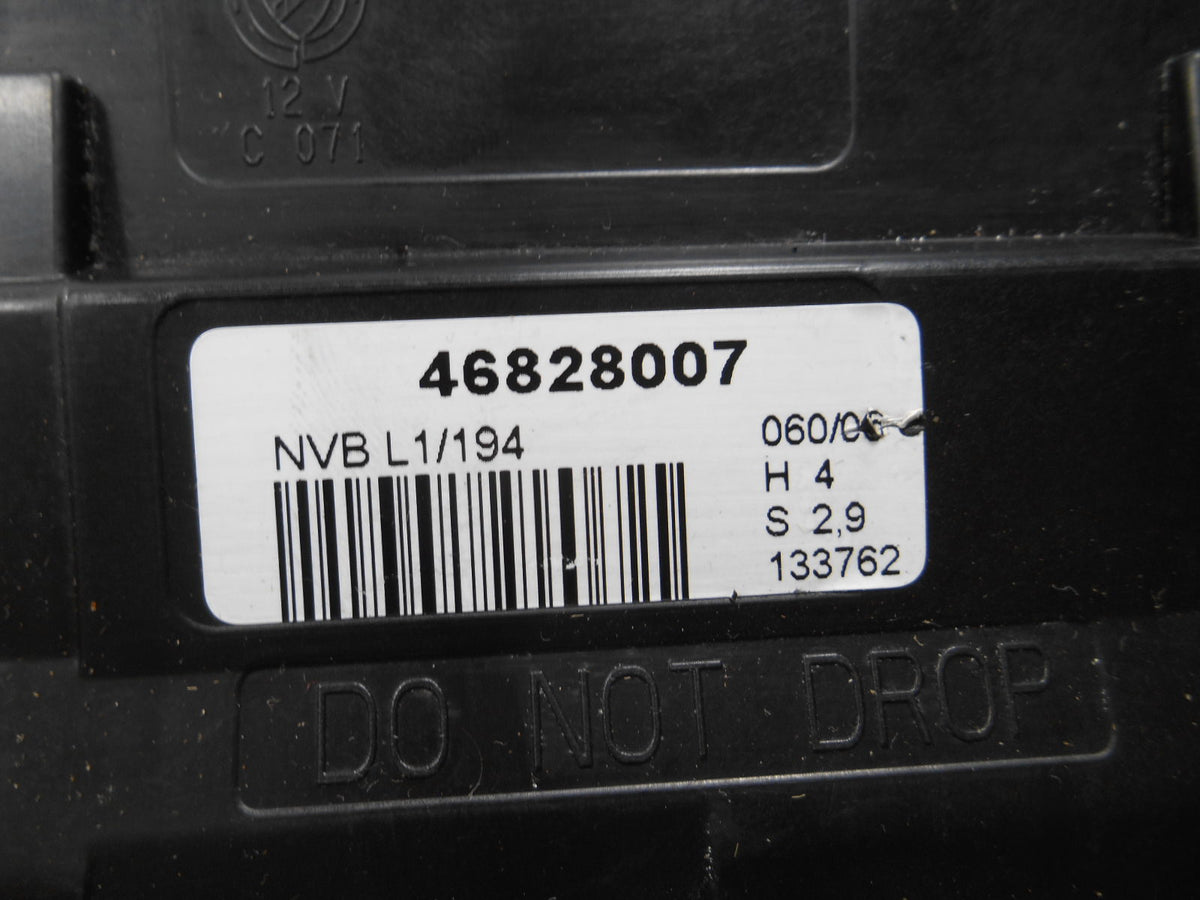 12 V
C 071
46828007
NVB L1/194
H 4
S 2,9
133762
DO NOT DROP